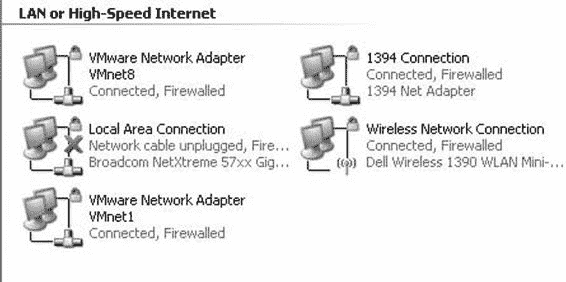 LAN or High-Speed Internet
VMware Network Adapter
VMnet8
Connected, Firewalled
1394 Connection
Connected, Firewalled
1394 Net Adapter
Local Area Connection
Network cable unplugged, Fire...
Broadcom NetXtreme 57xx Gig...
Wireless Network Connection
Connected, Firewalled
Dell Wireless 1390 WLAN Mini-...
VMware Network Adapter
VMnet1
Connected, Firewalled